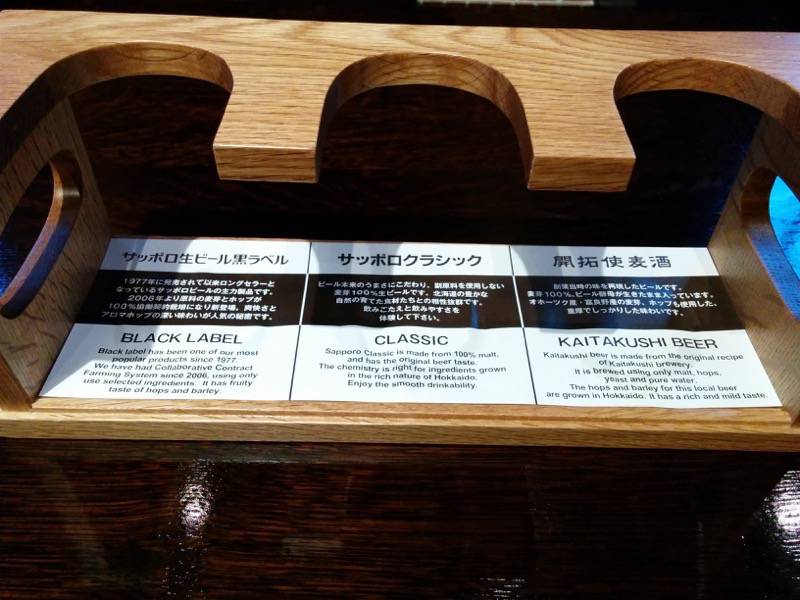 サッポロ生ビール黒ラベル
1977年に発売されて以来ロングセラーと
なっているサッポロビールの主力製品です。
2006年より原料の麦芽とホップが
100%協働契約栽培になり新登場。爽快さと
アロマホップの深い味わいが人気の秘密です。
BLACK LABEL
Black label has been one of our most
popular products since 1977.
We have had Collaborative Contract
Farming System since 2006, using only
use selected ingredients. It has fruity
taste of hops and barley.
サッポロクラシック
ビール本来のうまさにこだわり、副原料を使用しない
麦芽100%生ビールです。北海道の豊かな
自然の育てた食材たちとの相性抜群です。
飲みごたえと飲みやすさを
体験して下さい。
CLASSIC
Sapporo Classic is made from 100% malt,
and has the original beer taste.
The chemistry is right for ingredients grown
in the rich nature of Hokkaido.
Enjoy the smooth drinkability.
開拓使麦酒
創業当時の味を再現したビールです。
麦芽100%、ビール酵母が生きたまま入っています。
オホーツク産・富良野産の麦芽、ホップも使用した、
重厚でしっかりした味わいです。
KAITAKUSHI BEER
Kaitakushi beer is made from the original recipe
of Kaitakushi brewery.
It is brewed using only malt, hops,
yeast and pure water.
The hops and barley for this local beer
are grown in Hokkaido. It has a rich and mild taste.